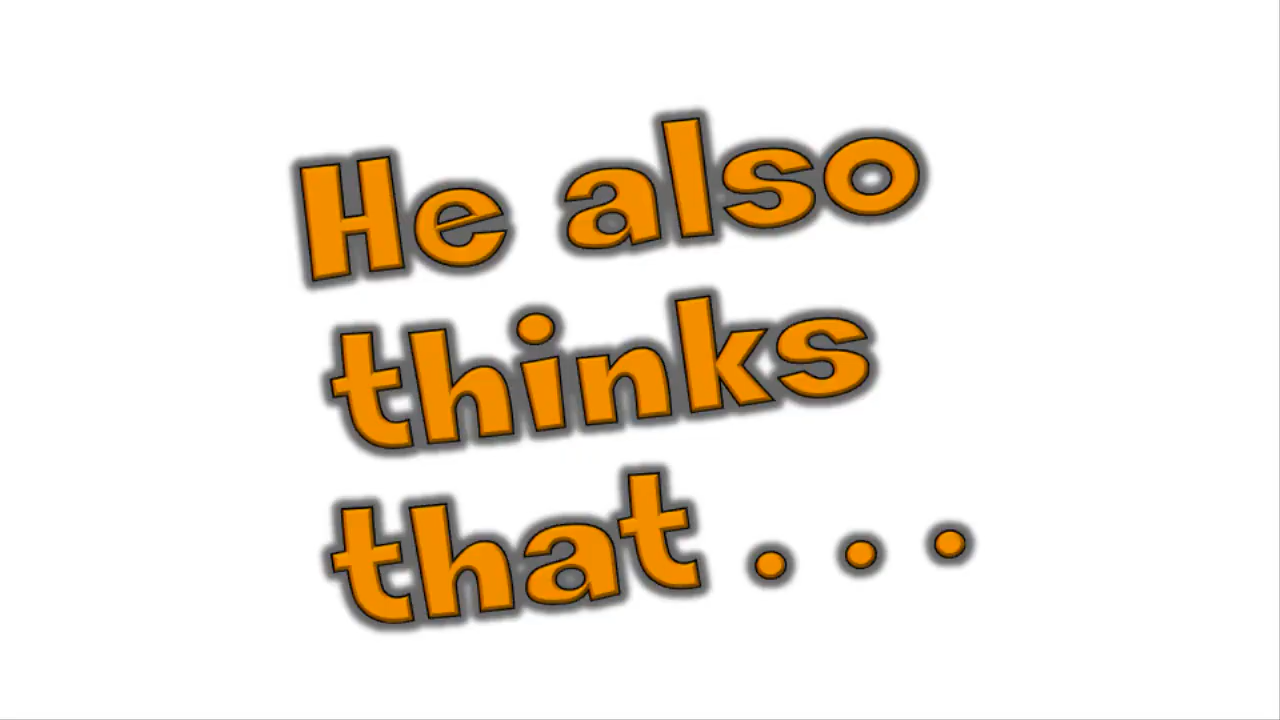 He also
thinks
that . . .